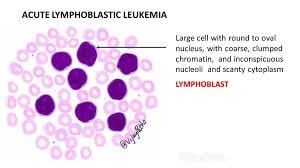 ACUTE LYMPHOBLASTIC LEUKEMIA
Large cell with round to oval
nucleus, with coarse, clumped
chromatin, and inconspicuous
nucleoli and scanty cytoplasm
LYMPHOBLAST